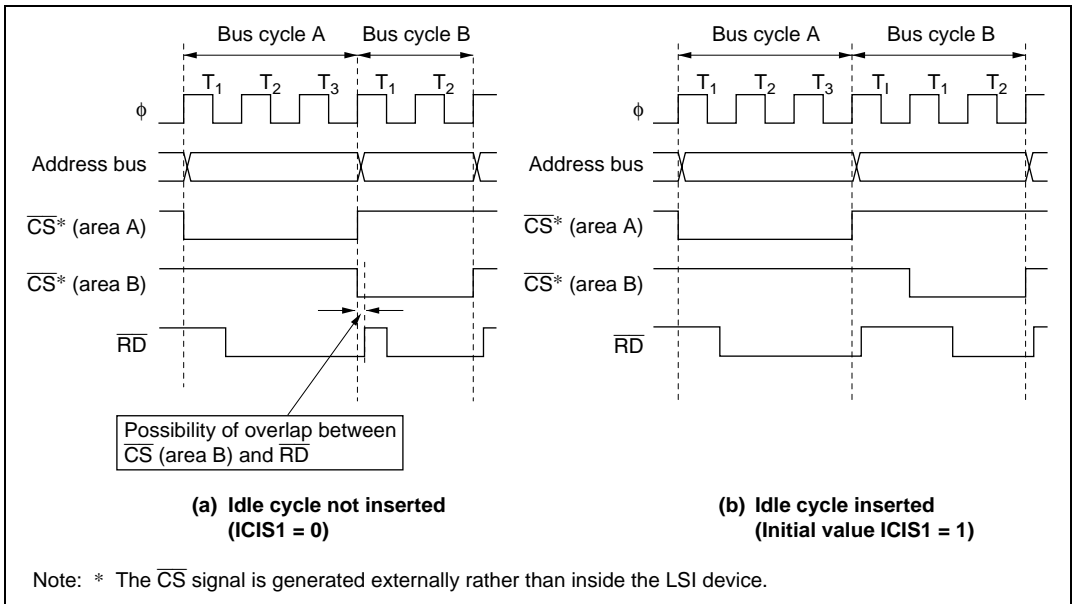 Bus cycle A Bus cycle B
T1 T2 T3 T1 T2
ϕ
Address bus
CS* (area A)
CS* (area B)
RD
Possibility of overlap between
CS (area B) and RD
(a) Idle cycle not inserted
(ICIS1 = 0)
Bus cycle A Bus cycle B
T1 T2 T3 TI T1 T2
ϕ
Address bus
CS* (area A)
CS* (area B)
RD
(b) Idle cycle inserted
(Initial value ICIS1 = 1)
Note: * The CS signal is generated externally rather than inside the LSI device.